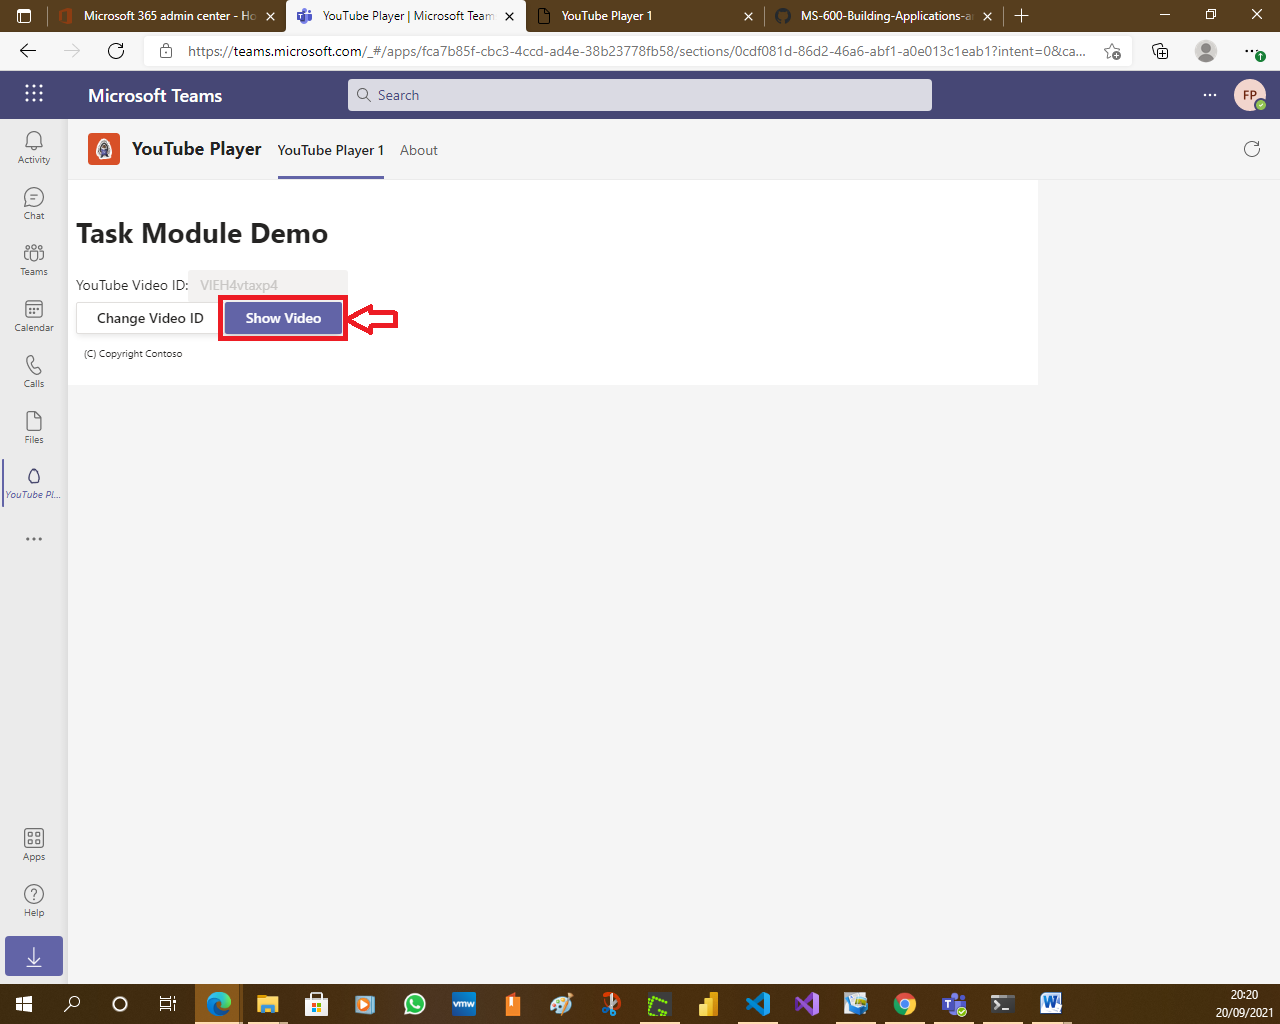 Microsoft 365 admin center - Ho
YouTube Player | Microsoft Team
YouTube Player 1
MS-600-Building-Applications-a
https://teams.microsoft.com/_#/apps/fca7b85f-cbc3-4ccd-ad4e-38b23778fb58/sections/0cdf081d-86d2-46a6-abf1-a0e013c1eab1?intent=0&ca...
Microsoft Teams
Search
FP
YouTube Player
YouTube Player 1
About
Activity
Chat
Teams
Calendar
Calls
Files
YouTube Pl...
Task Module Demo
YouTube Video ID: VlEH4vtaxp4
Change Video ID
Show Video
(C) Copyright Contoso
Apps
Help
vmw
20:20
20/09/2021